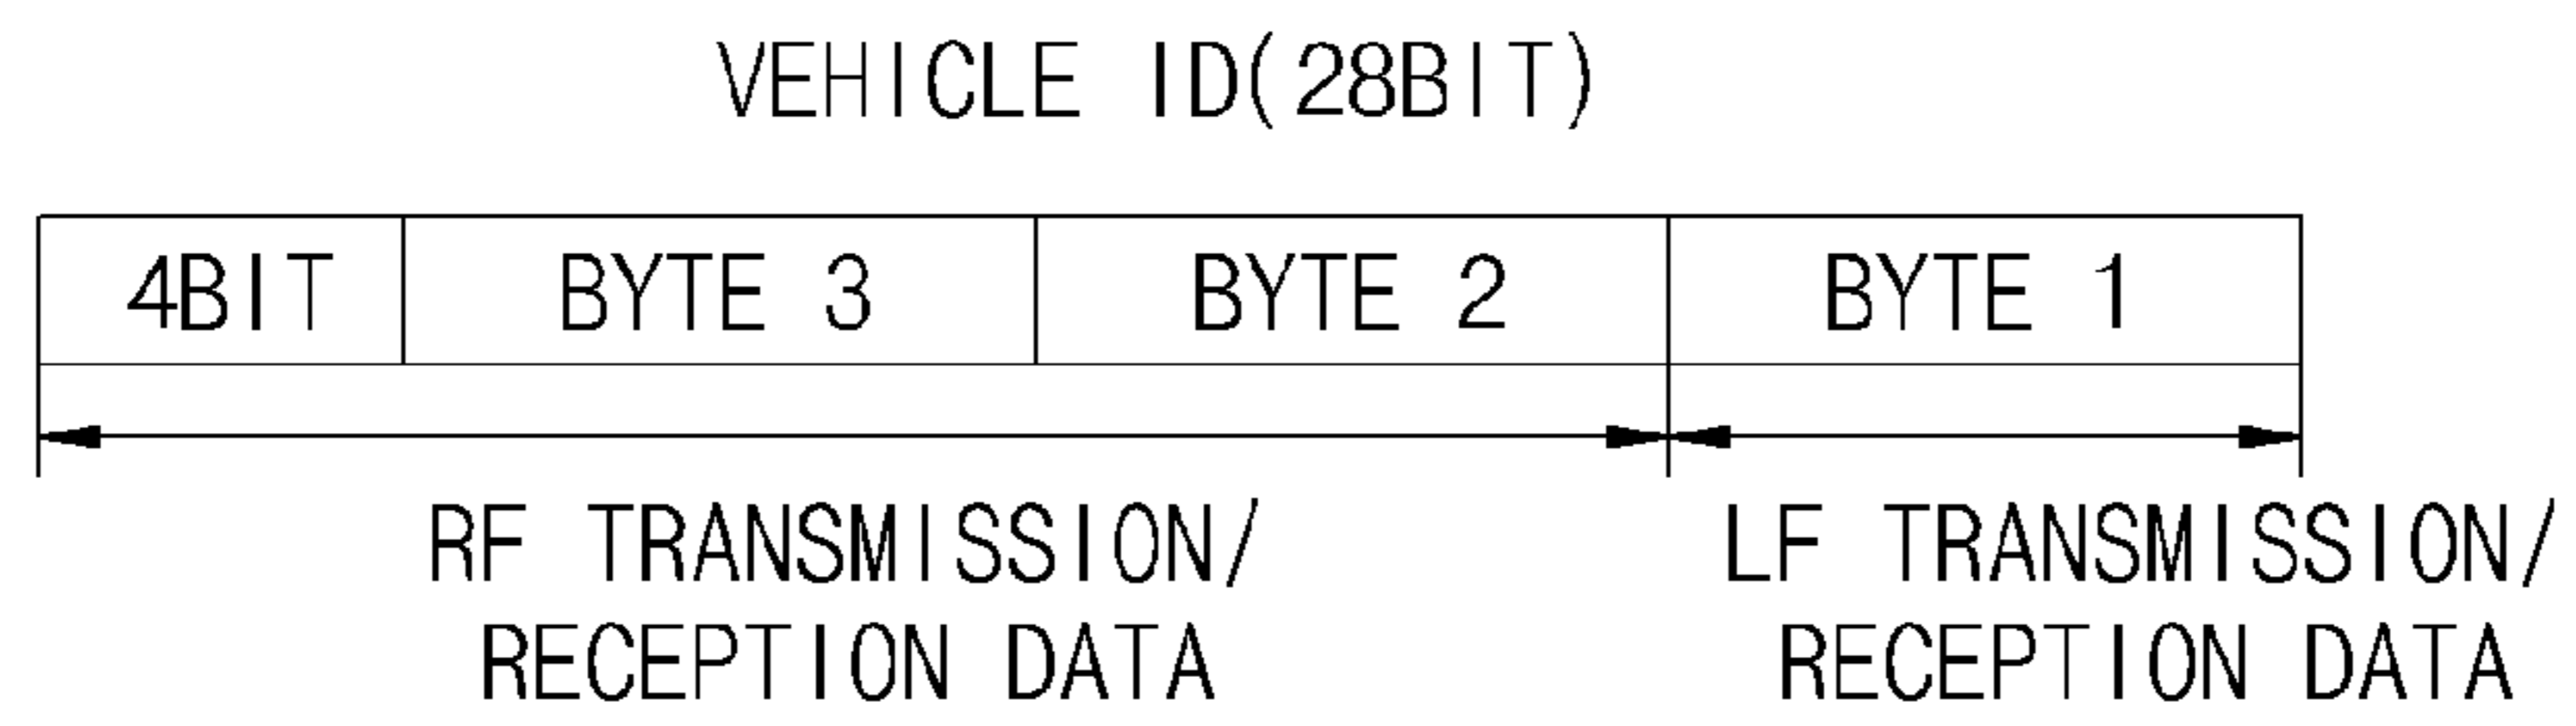 VEHICLE ID(28BIT)
4BIT BYTE 3 BYTE 2 BYTE 1
RF TRANSMISSION/ LF TRANSMISSION/
RECEPTION DATA RECEPTION DATA